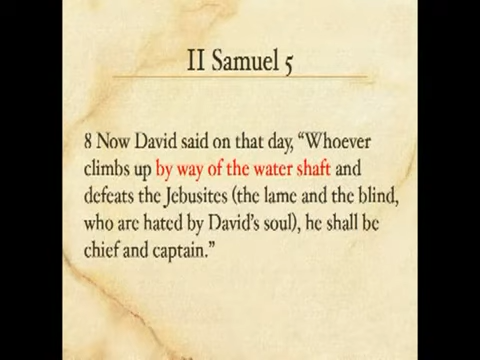 II Samuel 5
8 Now David said on that day, “Whoever
climbs up by way of the water shaft and
defeats the Jebusites (the lame and the blind,
who are hated by David’s soul), he shall be
chief and captain.”